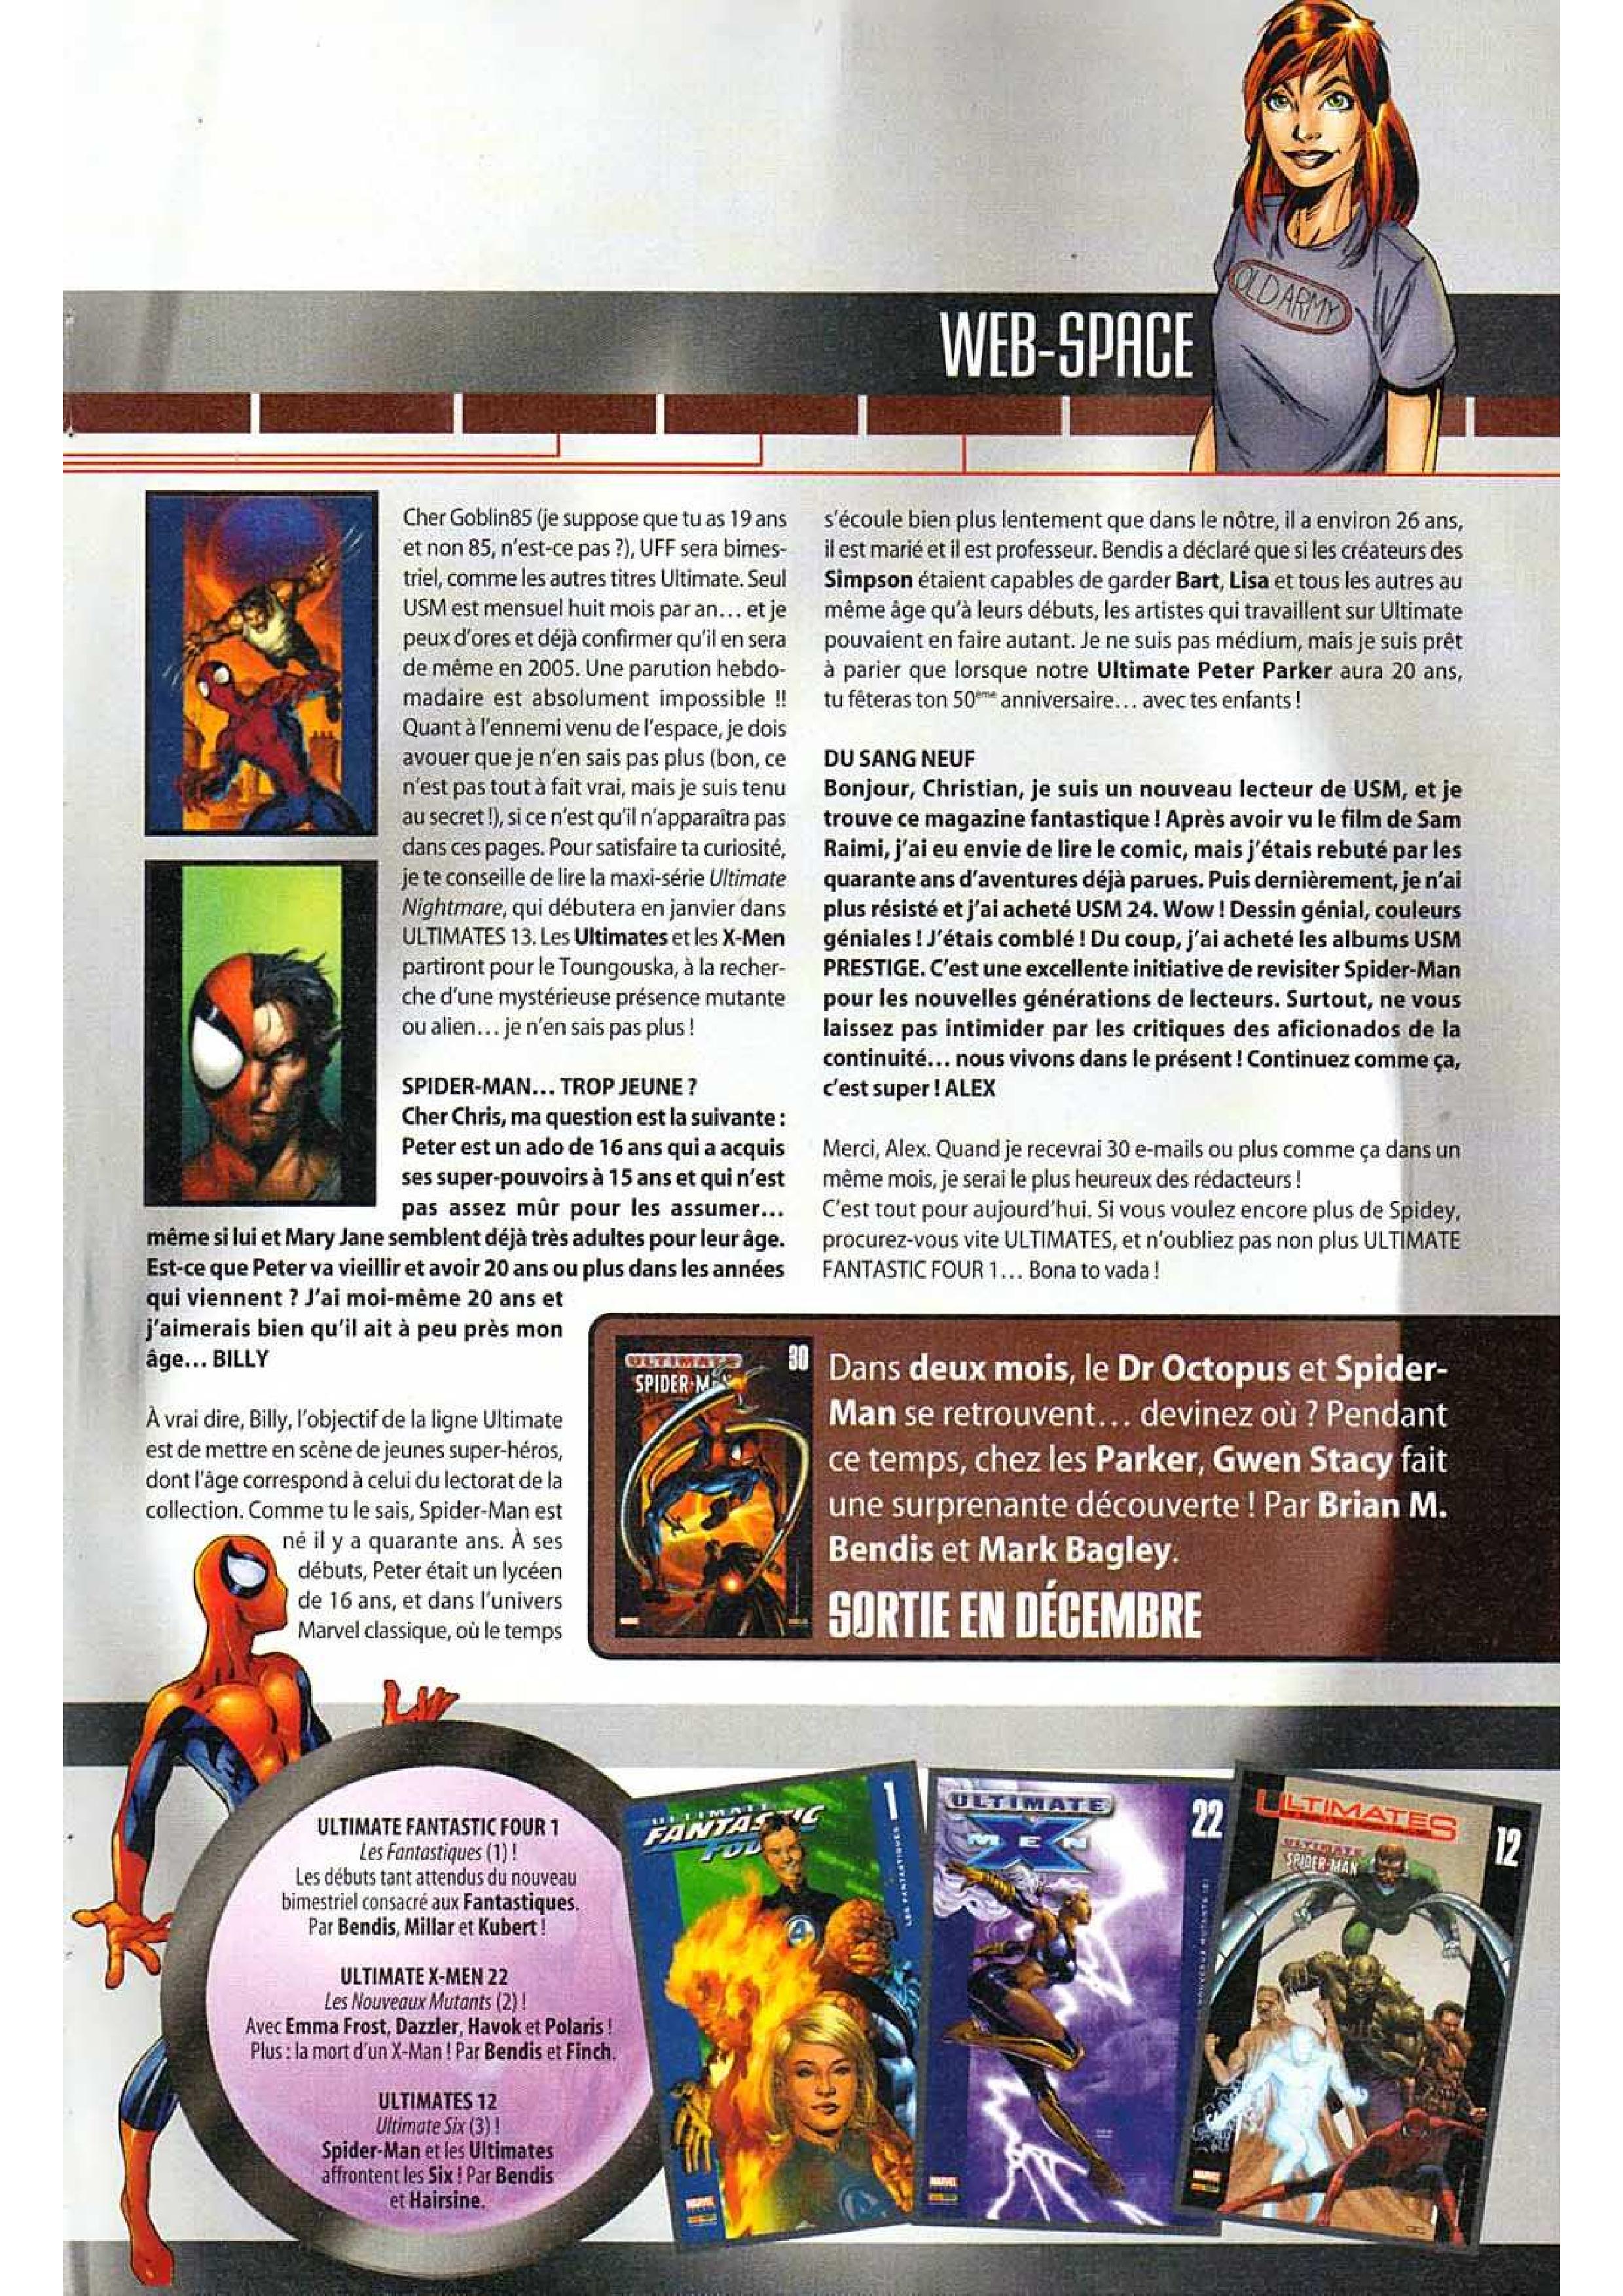 OLD ARMY
WEB-SPACE
Cher Goblin85 (je suppose que tu as 19 ans
et non 85, n'est-ce pas ?), UFF sera bimes-
triel, comme les autres titres Ultimate. Seul
USM est mensuel huit mois par an... et je
peux d'ores et déjà confirmer qu'il en sera
de même en 2005. Une parution hebdo-
madaire est absolument impossible !!
Quant à l'ennemi venu de l'espace, je dois
avouer que je n'en sais pas plus (bon, ce
n'est pas tout à fait vrai, mais je suis tenu
au secret !), si ce n'est qu'il n'apparaîtra pas
dans ces pages. Pour satisfaire ta curiosité,
je te conseille de lire la maxi-série Ultimate
Nightmare, qui débutera en janvier dans
ULTIMATES 13. Les Ultimates et les X-Men
partiront pour le Toungouska, à la recher-
che d'une mystérieuse présence mutante
ou alien... je n'en sais pas plus !
SPIDER-MAN... TROP JEUNE ?
Cher Chris, ma question est la suivante :
Peter est un ado de 16 ans qui a acquis
ses super-pouvoirs à 15 ans et qui n'est
pas assez mûr pour les assumer...
même si lui et Mary Jane semblent déjà très adultes pour leur âge.
Est-ce que Peter va vieillir et avoir 20 ans ou plus dans les années
qui viennent ? J'ai moi-même 20 ans et
j'aimerais bien qu'il ait à peu près mon
âge... BILLY
À vrai dire, Billy, l'objectif de la ligne Ultimate
est de mettre en scène de jeunes super-héros,
dont l'âge correspond à celui du lectorat de la
collection. Comme tu le sais, Spider-Man est
né il y a quarante ans. À ses
débuts, Peter était un lycéen
de 16 ans, et dans l'univers
Marvel classique, où le temps
s'écoule bien plus lentement que dans le nôtre, il a environ 26 ans,
il est marié et il est professeur. Bendis a déclaré que si les créateurs des
Simpson étaient capables de garder Bart, Lisa et tous les autres au
même âge qu'à leurs débuts, les artistes qui travaillent sur Ultimate
pouvaient en faire autant. Je ne suis pas médium, mais je suis prêt
à parier que lorsque notre Ultimate Peter Parker aura 20 ans,
tu fêteras ton 50ème anniversaire... avec tes enfants !
DU SANG NEUF
Bonjour, Christian, je suis un nouveau lecteur de USM, et je
trouve ce magazine fantastique ! Après avoir vu le film de Sam
Raimi, j'ai eu envie de lire le comic, mais j'étais rebuté par les
quarante ans d'aventures déjà parues. Puis dernièrement, je n'ai
plus résisté et j'ai acheté USM 24. Wow ! Dessin génial, couleurs
géniales ! J'étais comblé ! Du coup, j'ai acheté les albums USM
PRESTIGE. C'est une excellente initiative de revisiter Spider-Man
pour les nouvelles générations de lecteurs. Surtout, ne vous
laissez pas intimider par les critiques des aficionados de la
continuité... nous vivons dans le présent ! Continuez comme ça,
c'est super ! ALEX
Merci, Alex. Quand je recevrai 30 e-mails ou plus comme ça dans un
même mois, je serai le plus heureux des rédacteurs !
C'est tout pour aujourd'hui. Si vous voulez encore plus de Spidey,
procurez-vous vite ULTIMATES, et n'oubliez pas non plus ULTIMATE
FANTASTIC FOUR 1... Bona to vada !
ULTIMATE
SPIDER-MAN
30
Dans deux mois, le Dr Octopus et Spider-
Man se retrouvent... devinez où ? Pendant
ce temps, chez les Parker, Gwen Stacy fait
une surprenante découverte ! Par Brian M.
Bendis et Mark Bagley.
SORTIE EN DÉCEMBRE
ULTIMATE FANTASTIC FOUR 1
Les Fantastiques (1) !
Les débuts tant attendus du nouveau
bimestriel consacré aux Fantastiques.
Par Bendis, Millar et Kubert !
ULTIMATE X-MEN 22
Les Nouveaux Mutants (2) !
Avec Emma Frost, Dazzler, Havok et Polaris !
Plus : la mort d'un X-Man ! Par Bendis et Finch.
ULTIMATES 12
Ultimate Six (3) !
Spider-Man et les Ultimates
affrontent les Six ! Par Bendis
et Hairsine.
ULTIMATE
FANTASTIC
FOUR
1
LES FANTASTIQUES
MARVEL
ULTIMATE
X
MEN
22
MARVEL
ULTIMATES
ULTIMATE
SPIDER-MAN
12
MARVEL